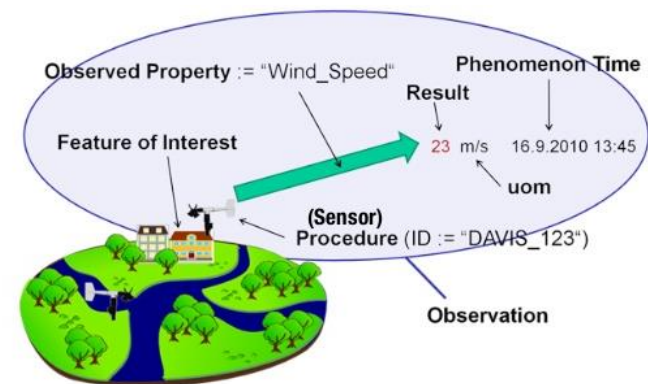 Phenomenon Time
Observed Property := "Wind_Speed"
Result
Feature of Interest
23 m/s 16.9.2010 13:45
uom
(Sensor)
Procedure (ID := "DAVIS_123")
Observation